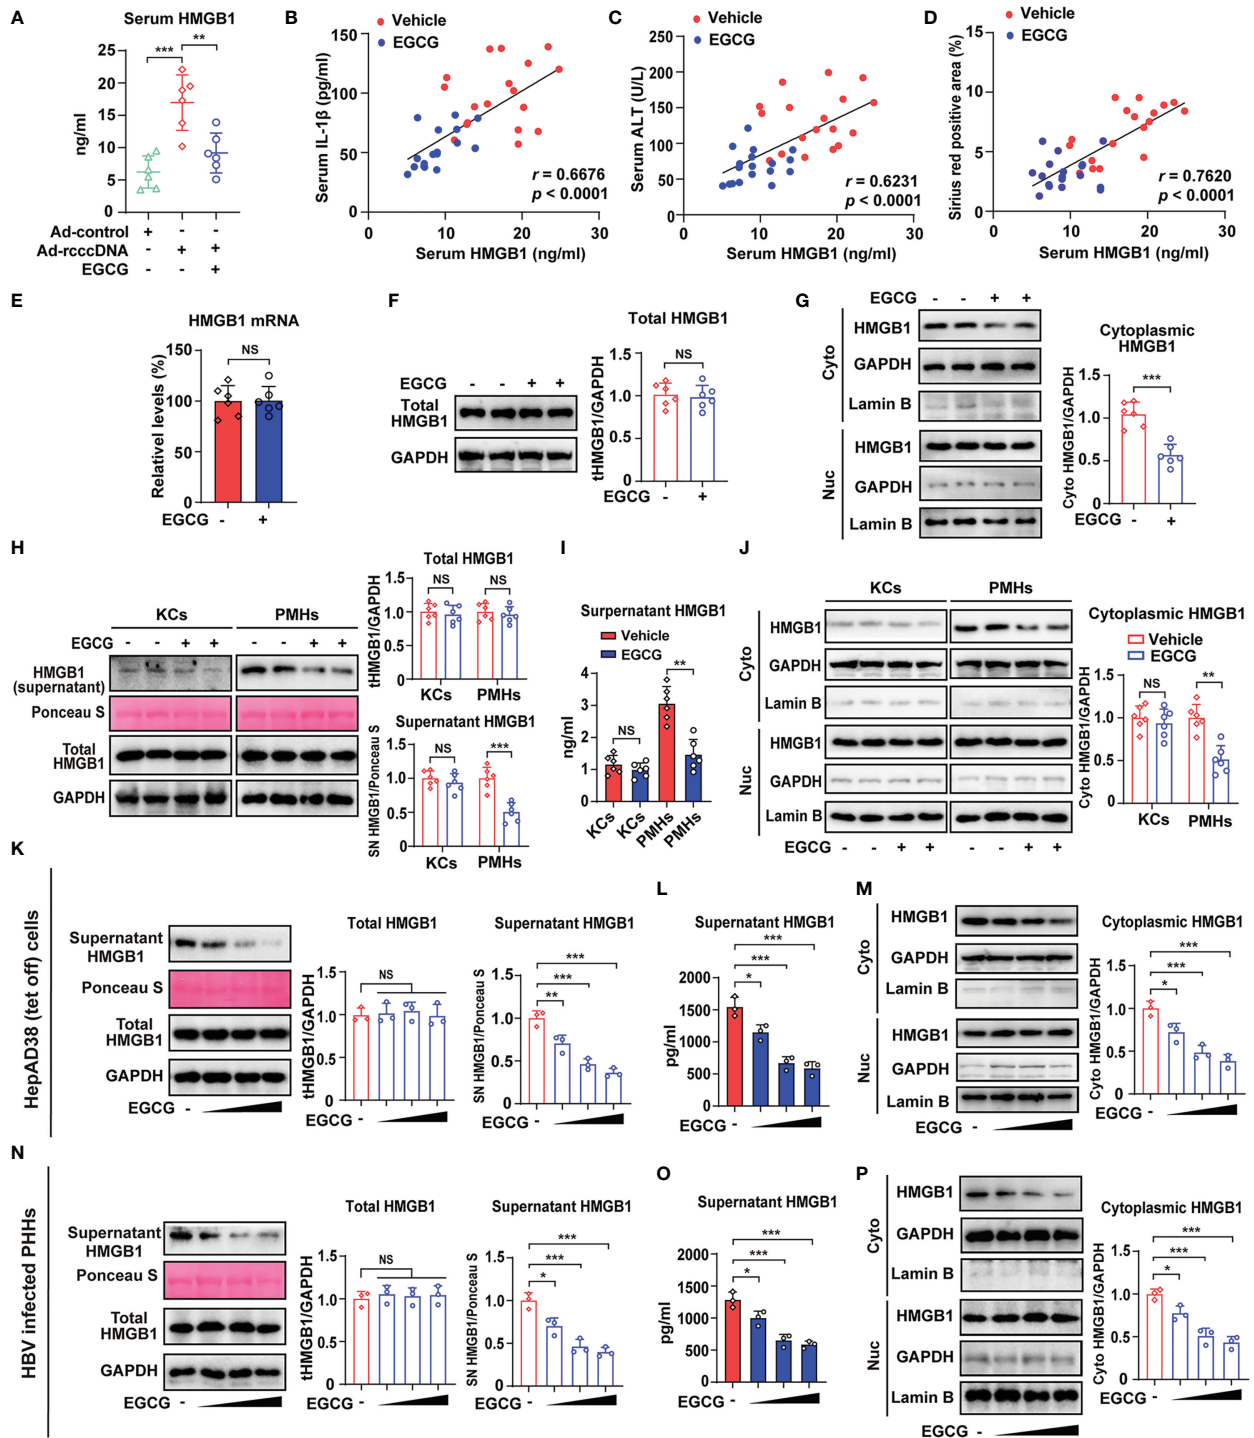 A
Serum HMGB1
***
**
25
20
15
10
5
0
ng/ml
Ad-control + - -
Ad-rcccDNA - + +
EGCG - - +
B
Vehicle
EGCG
150
100
50
0
Serum IL-1β (pg/ml)
r = 0.6676
p < 0.0001
0 10 20 30
Serum HMGB1 (ng/ml)
C
Vehicle
EGCG
250
200
150
100
50
0
Serum ALT (U/L)
r = 0.6231
p < 0.0001
0 10 20 30
Serum HMGB1 (ng/ml)
D
Vehicle
EGCG
15
10
5
0
Sirius red positive area (%)
r = 0.7620
p < 0.0001
0 10 20 30
Serum HMGB1 (ng/ml)
E
HMGB1 mRNA
NS
150
100
50
0
Relativel levels (%)
EGCG - +
F
EGCG - - + +
Total
HMGB1
GAPDH
Total HMGB1
NS
1.5
1.0
0.5
0
tHMGB1/GAPDH
EGCG - +
G
EGCG - - + +
Cyto
HMGB1
GAPDH
Lamin B
Nuc
HMGB1
GAPDH
Lamin B
Cytoplasmic
HMGB1
***
1.5
1.0
0.5
0
Cyto HMGB1/GAPDH
EGCG - +
H
KCs PMHs
EGCG - - + + - - + +
HMGB1
(supernatant)
Ponceau S
Total
HMGB1
GAPDH
Total HMGB1
NS NS
1.5
1.0
0.5
0
tHMGB1/GAPDH
KCs PMHs
Supernatant HMGB1
NS ***
1.5
1.0
0.5
0
SN HMGB1/Ponceau S
KCs PMHs
I
Surpernatant HMGB1
Vehicle
EGCG
**
NS
4
3
2
1
0
ng/ml
KCs KCs PMHs PMHs
J
KCs PMHs
Cyto
HMGB1
GAPDH
Lamin B
Nuc
HMGB1
GAPDH
Lamin B
EGCG - - + + - - + +
Cytoplasmic HMGB1
Vehicle
EGCG
NS **
1.5
1.0
0.5
0
Cyto HMGB1/GAPDH
KCs PMHs
K
HepAD38 (tet off) cells
Supernatant
HMGB1
Ponceau S
Total
HMGB1
GAPDH
EGCG -
Total HMGB1
NS
1.5
1.0
0.5
0
tHMGB1/GAPDH
EGCG -
Supernatant HMGB1
***
***
**
1.5
1.0
0.5
0
SN HMGB1/Ponceau S
EGCG -
L
Supernatant HMGB1
***
***
*
2000
1500
1000
500
0
pg/ml
EGCG -
M
Cyto
HMGB1
GAPDH
Lamin B
Nuc
HMGB1
GAPDH
Lamin B
EGCG -
Cytoplasmic HMGB1
***
***
*
1.5
1.0
0.5
0
Cyto HMGB1/GAPDH
EGCG -
N
HBV infected PHHs
Supernatant
HMGB1
Ponceau S
Total
HMGB1
GAPDH
EGCG -
Total HMGB1
NS
1.5
1.0
0.5
0
tHMGB1/GAPDH
EGCG -
Supernatant HMGB1
***
***
*
1.5
1.0
0.5
0
SN HMGB1/Ponceau S
EGCG -
O
Supernatant HMGB1
***
***
*
2000
1500
1000
500
0
pg/ml
EGCG -
P
Cyto
HMGB1
GAPDH
Lamin B
Nuc
HMGB1
GAPDH
Lamin B
EGCG -
Cytoplasmic HMGB1
***
***
*
1.5
1.0
0.5
0
Cyto HMGB1/GAPDH
EGCG -